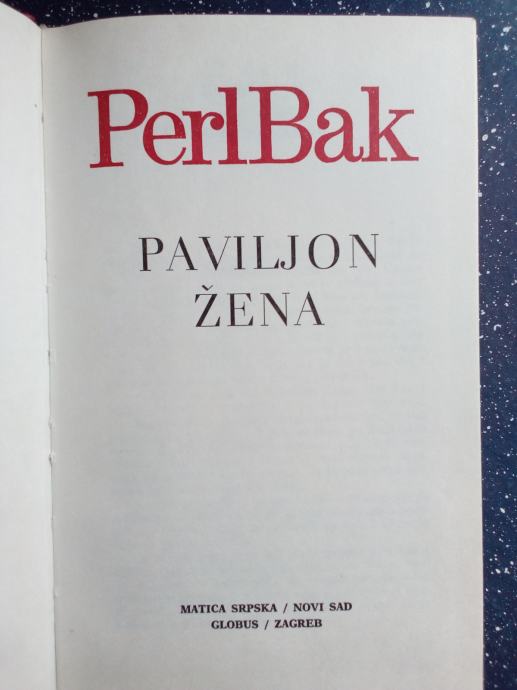 PerlBak
PAVILJON
ŽENA
MATICA SRPSKA / NOVI SAD
GLOBUS / ZAGREB